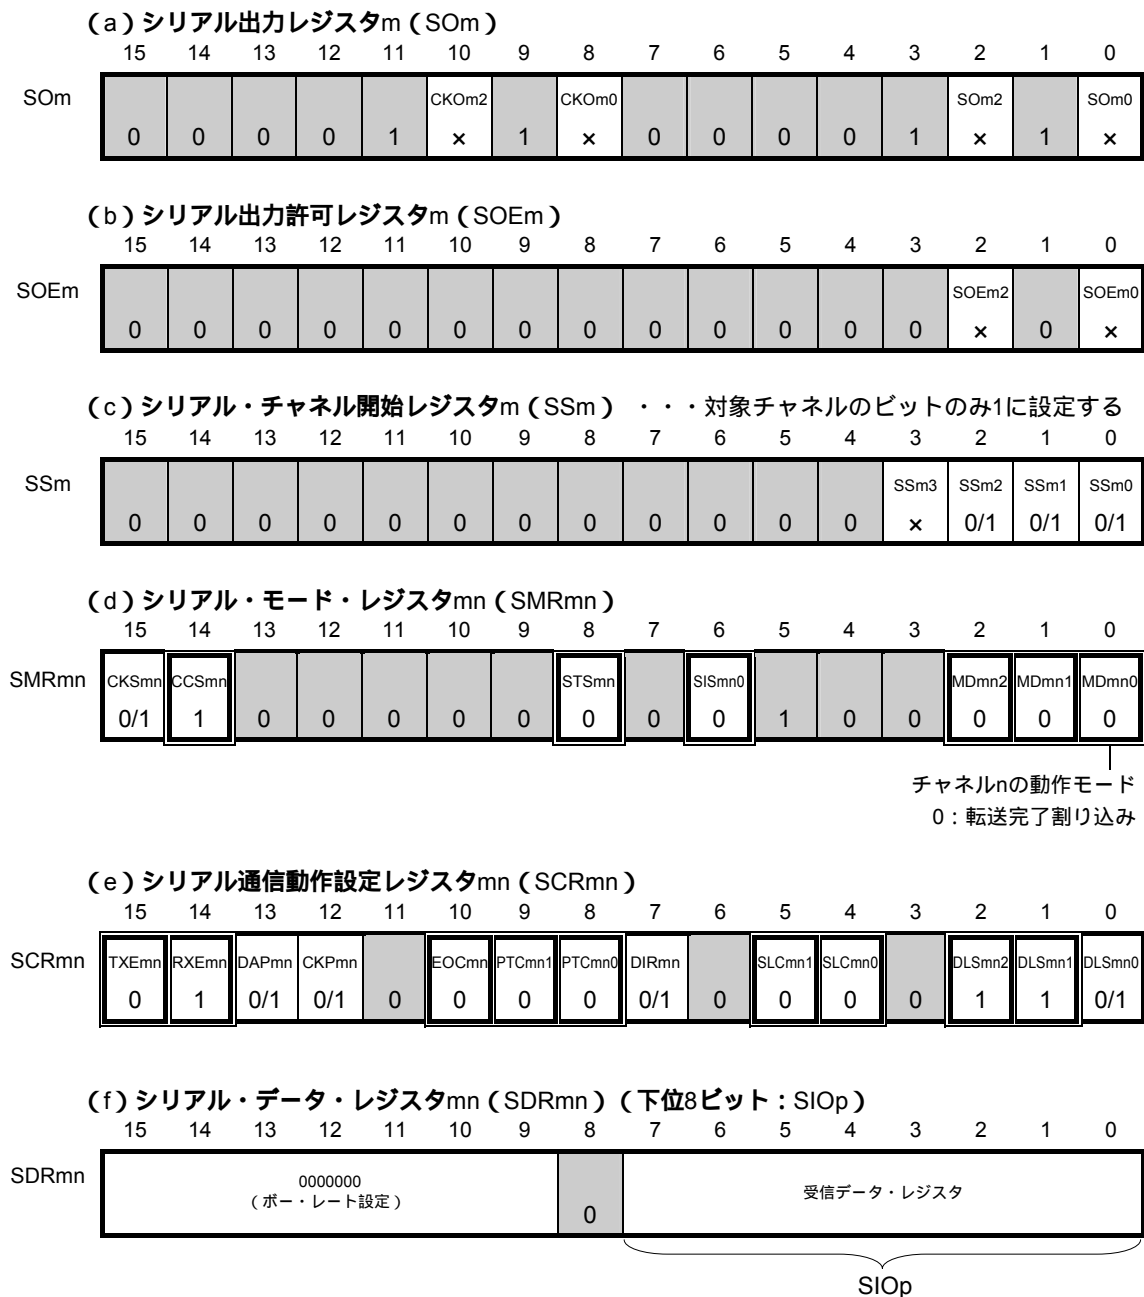 (a)シリアル出力レジスタm(SOm)
15 14 13 12 11 10 9 8 7 6 5 4 3 2 1 0
SOm
CKOm2 CKOm0 SOm2 SOm0
0 0 0 0 1 × 1 × 0 0 0 0 1 × 1 ×
(b)シリアル出力許可レジスタm(SOEm)
15 14 13 12 11 10 9 8 7 6 5 4 3 2 1 0
SOEm
SOEm2 SOEm0
0 0 0 0 0 0 0 0 0 0 0 0 0 × 0 ×
(c)シリアル・チャネル開始レジスタm(SSm) ・・・対象チャネルのビットのみ1に設定する
15 14 13 12 11 10 9 8 7 6 5 4 3 2 1 0
SSm
SSm3 SSm2 SSm1 SSm0
0 0 0 0 0 0 0 0 0 0 0 0 × 0/1 0/1 0/1
(d)シリアル・モード・レジスタmn(SMRmn)
15 14 13 12 11 10 9 8 7 6 5 4 3 2 1 0
SMRmn
CKSmn CCSmn STSmn SISmn0 MDmn2 MDmn1 MDmn0
0/1 1 0 0 0 0 0 0 0 0 1 0 0 0 0 0
チャネルnの動作モード
0:転送完了割り込み
(e)シリアル通信動作設定レジスタmn(SCRmn)
15 14 13 12 11 10 9 8 7 6 5 4 3 2 1 0
SCRmn
TXEmn RXEmn DAPmn CKPmn EOCmn PTCmn1 PTCmn0 DIRmn SLCmn1 SLCmn0 DLSmn2 DLSmn1 DLSmn0
0 1 0/1 0/1 0 0 0 0 0/1 0 0 0 0 1 1 0/1
(f)シリアル・データ・レジスタmn(SDRmn)(下位8ビット:SIOp)
15 14 13 12 11 10 9 8 7 6 5 4 3 2 1 0
SDRmn
0000000
(ボー・レート設定)
0
受信データ・レジスタ
SIOp